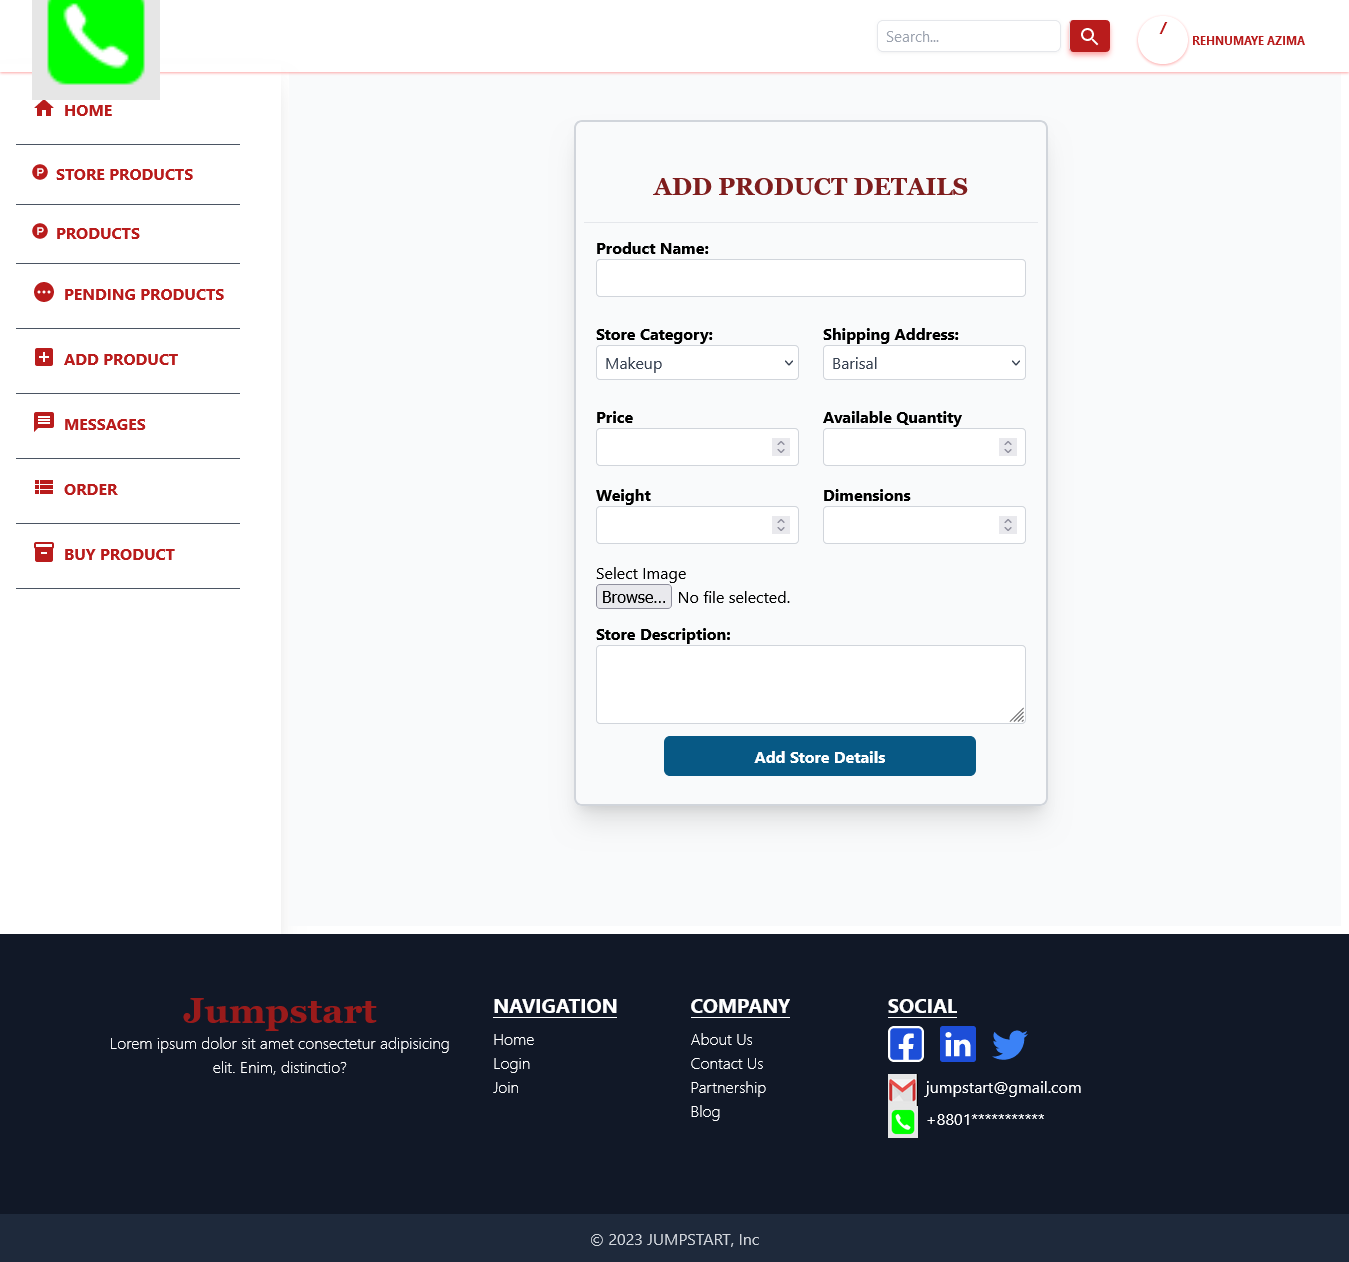 Search...
/
REHNUMAYE AZIMA
HOME
STORE PRODUCTS
PRODUCTS
PENDING PRODUCTS
ADD PRODUCT
MESSAGES
ORDER
BUY PRODUCT
ADD PRODUCT DETAILS
Product Name:
Store Category: Shipping Address:
Makeup Barisal
Price Available Quantity
Weight Dimensions
Select Image
Browse... No file selected.
Store Description:
Add Store Details
Jumpstart
Lorem ipsum dolor sit amet consectetur adipisicing
elit. Enim, distinctio?
NAVIGATION
Home
Login
Join
COMPANY
About Us
Contact Us
Partnership
Blog
SOCIAL
jumpstart@gmail.com
+8801***********
© 2023 JUMPSTART, Inc